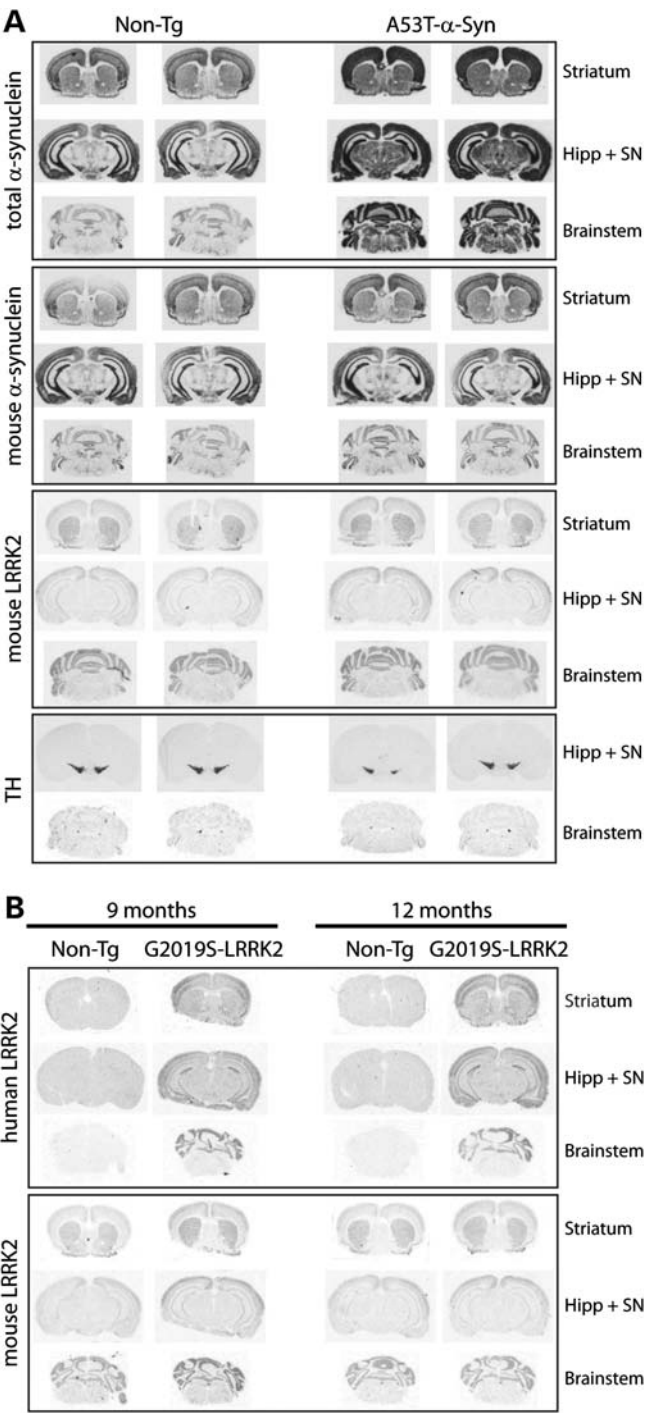 A
Non-Tg A53T-α-Syn
total α-synuclein
Striatum
Hipp + SN
Brainstem
mouse α-synuclein
Striatum
Hipp + SN
Brainstem
mouse LRRK2
Striatum
Hipp + SN
Brainstem
TH
Hipp + SN
Brainstem
B
9 months 12 months
Non-Tg G2019S-LRRK2 Non-Tg G2019S-LRRK2
human LRRK2
Striatum
Hipp + SN
Brainstem
mouse LRRK2
Striatum
Hipp + SN
Brainstem